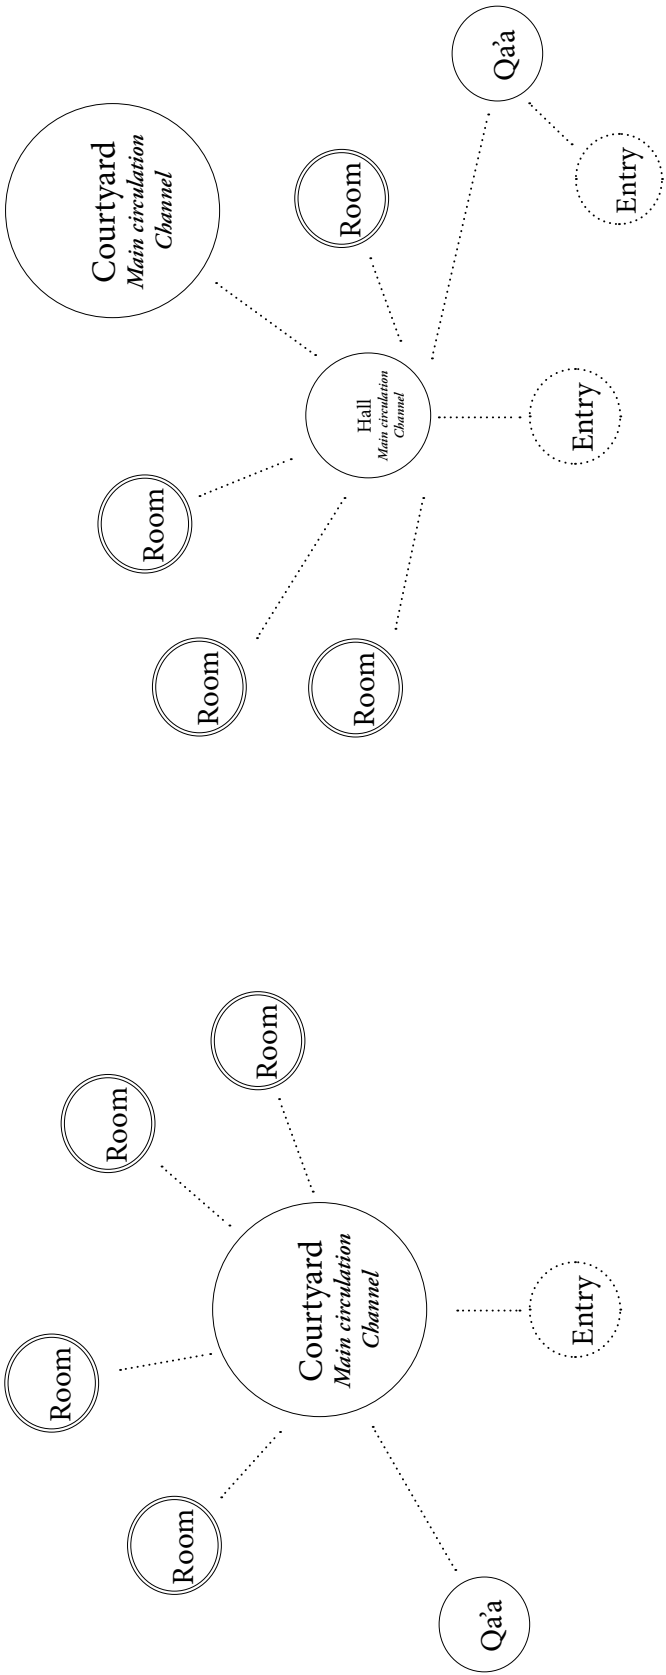 Room
Room
Room
Room
Courtyard
Main circulation
Channel
Qa’a
Entry
Courtyard
Main circulation
Channel
Room
Room
Room
Room
Hall
Main circulation
Channel
Qa’a
Entry
Entry